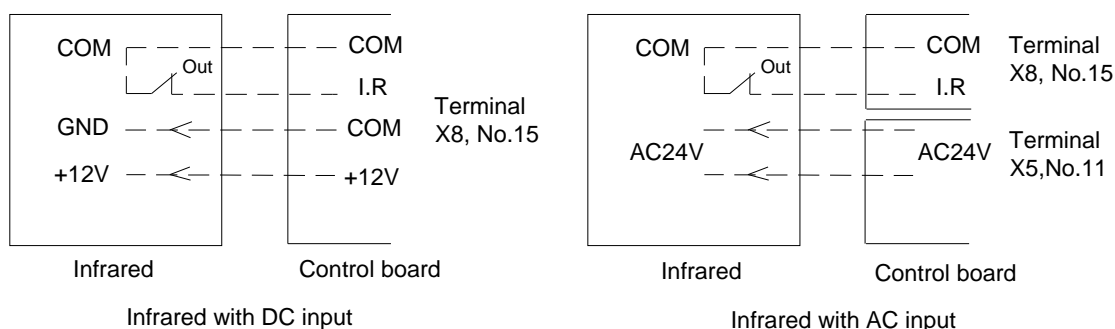 COM
COM
Out
I.R
GND
COM
+12V
+12V
Terminal
X8, No.15
Infrared
Control board
Infrared with DC input
COM
COM
Terminal
X8, No.15
Out
I.R
AC24V
AC24V
Terminal
X5,No.11
Infrared
Control board
Infrared with AC input